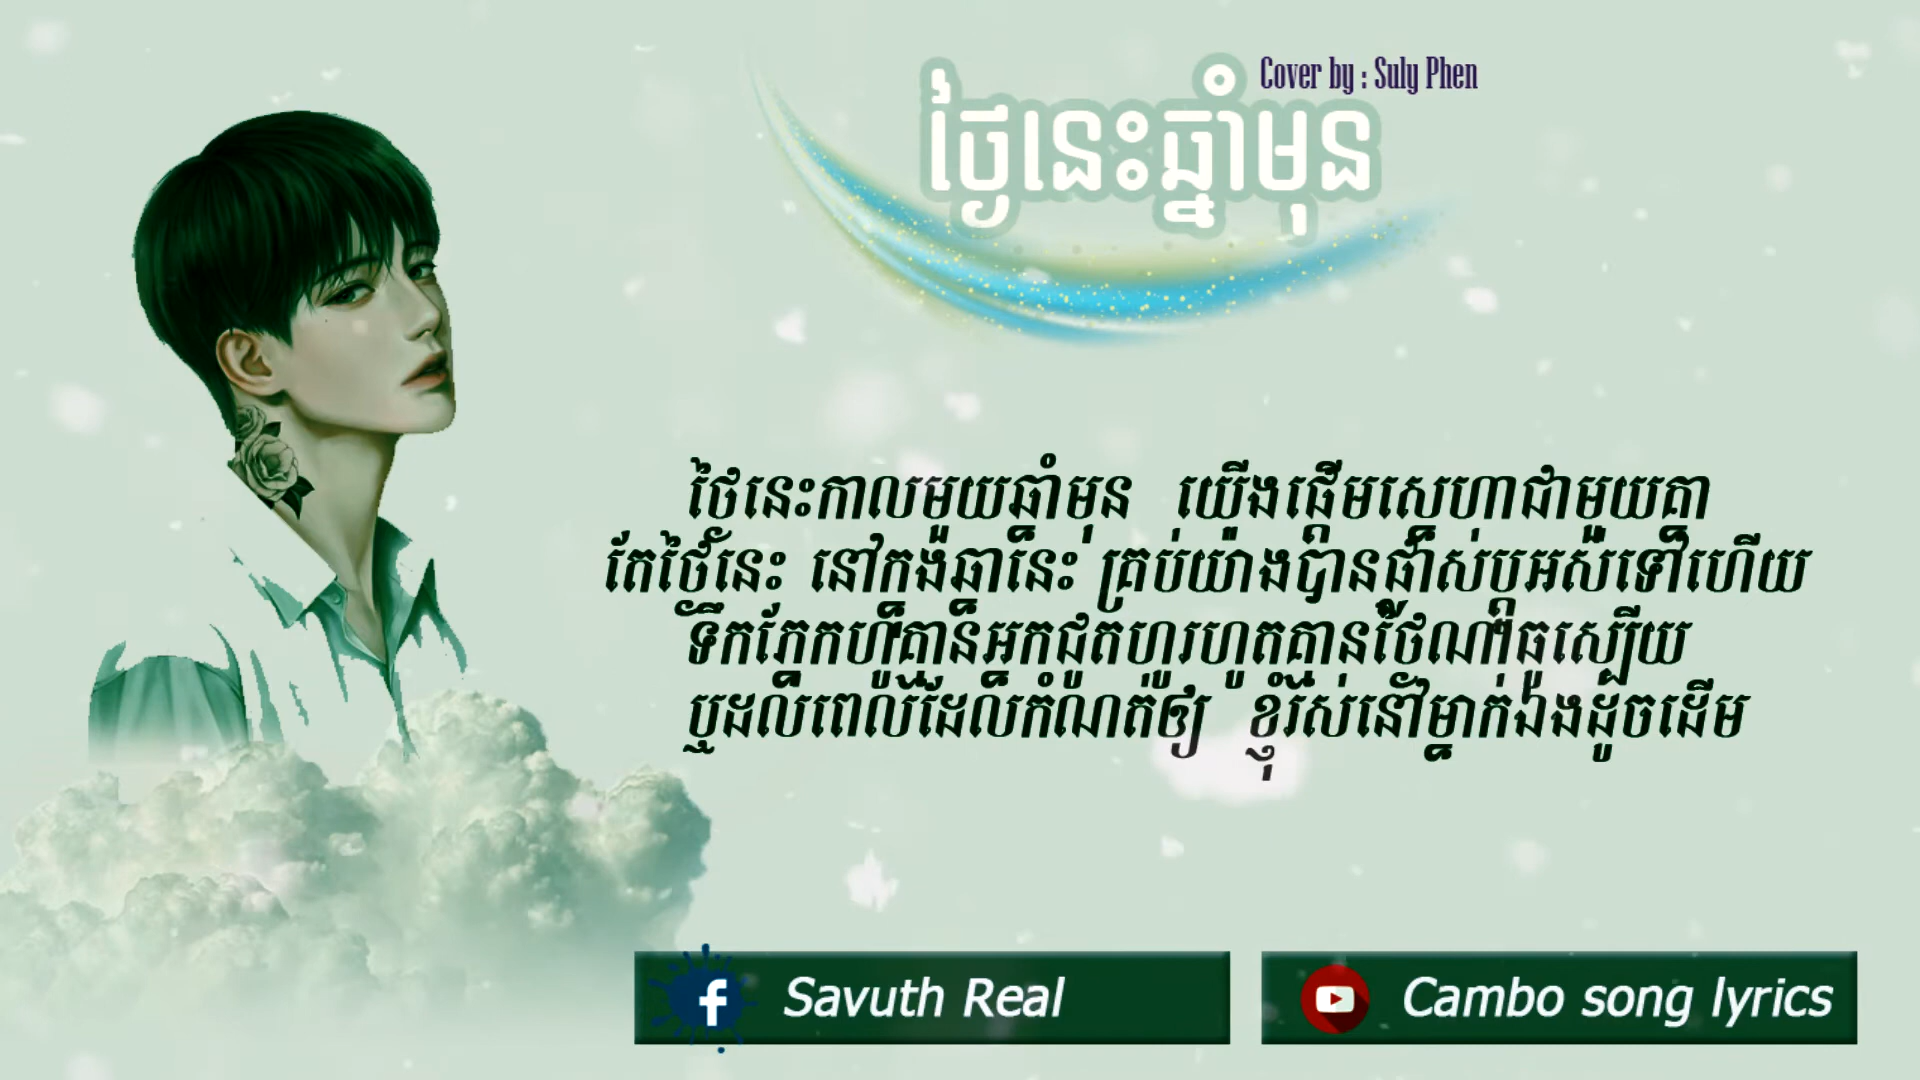 Cover by : Suly Phen
ថ្ងៃនេះឆ្នាំមុន
ថ្ងៃនេះកាលមួយឆ្នាំមុន យើងផ្ដើមស្នេហាជាមួយគ្នា
តែថ្ងៃនេះ នៅក្នុងឆ្នាំនេះ គ្រប់យ៉ាងបានផ្លាស់ប្ដូរអស់ទៅហើយ
ទឹកភ្នែកហូរគ្មានអ្នកជូតហូរហូតគ្មានថ្ងៃណាធូរស្បើយ
ឬដល់ពេលដែលកំណត់ឲ្យ ខ្ញុំរស់នៅម្នាក់ឯងដូចដើម
Savuth Real
Cambo song lyrics